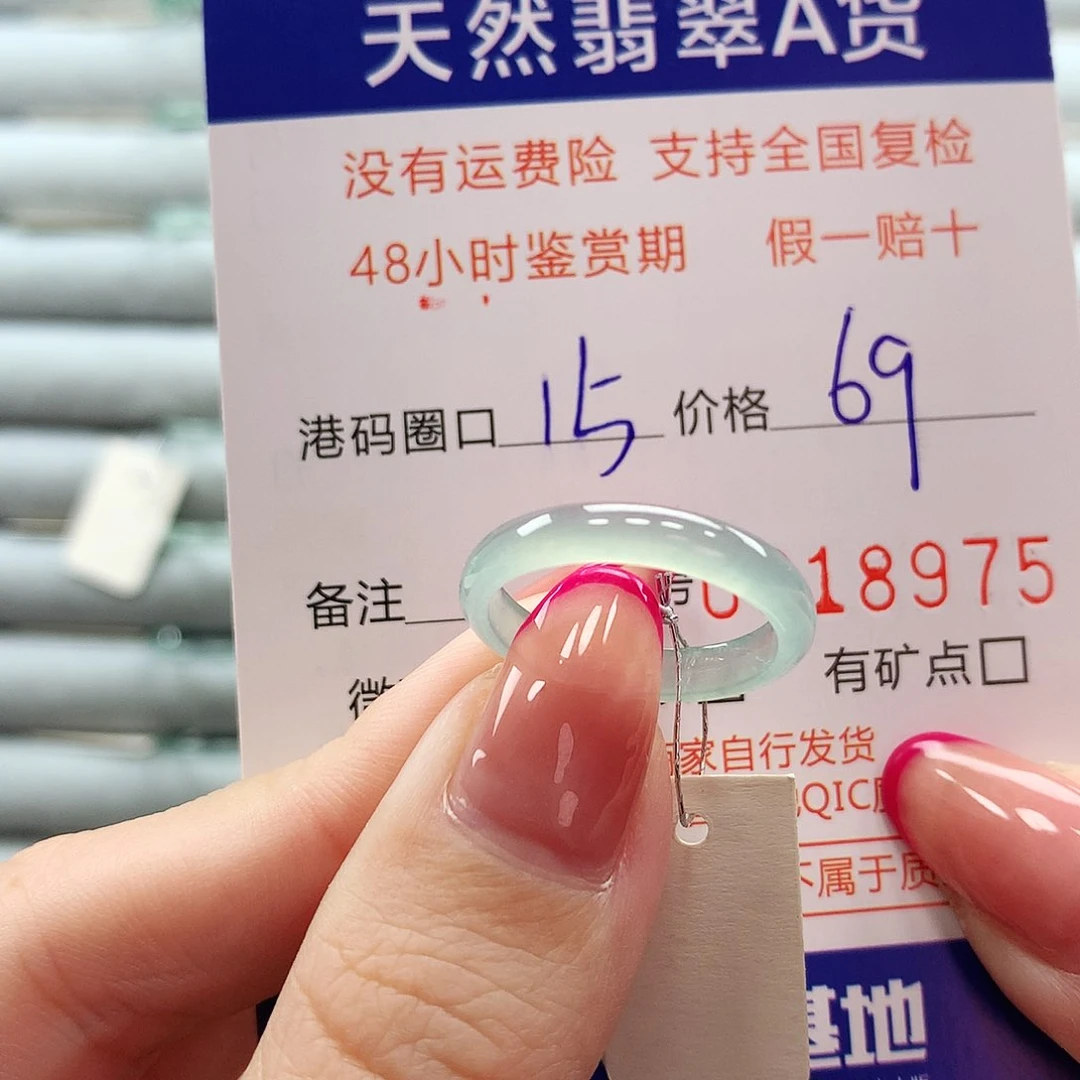 天然翡翠A货
没有运费险 支持全国复检
48小时鉴赏期 假一赔十
港码圈口 15 价格 69
备注 号 18975
微 有矿点□
家自行发货
QIC
不属于质
基地